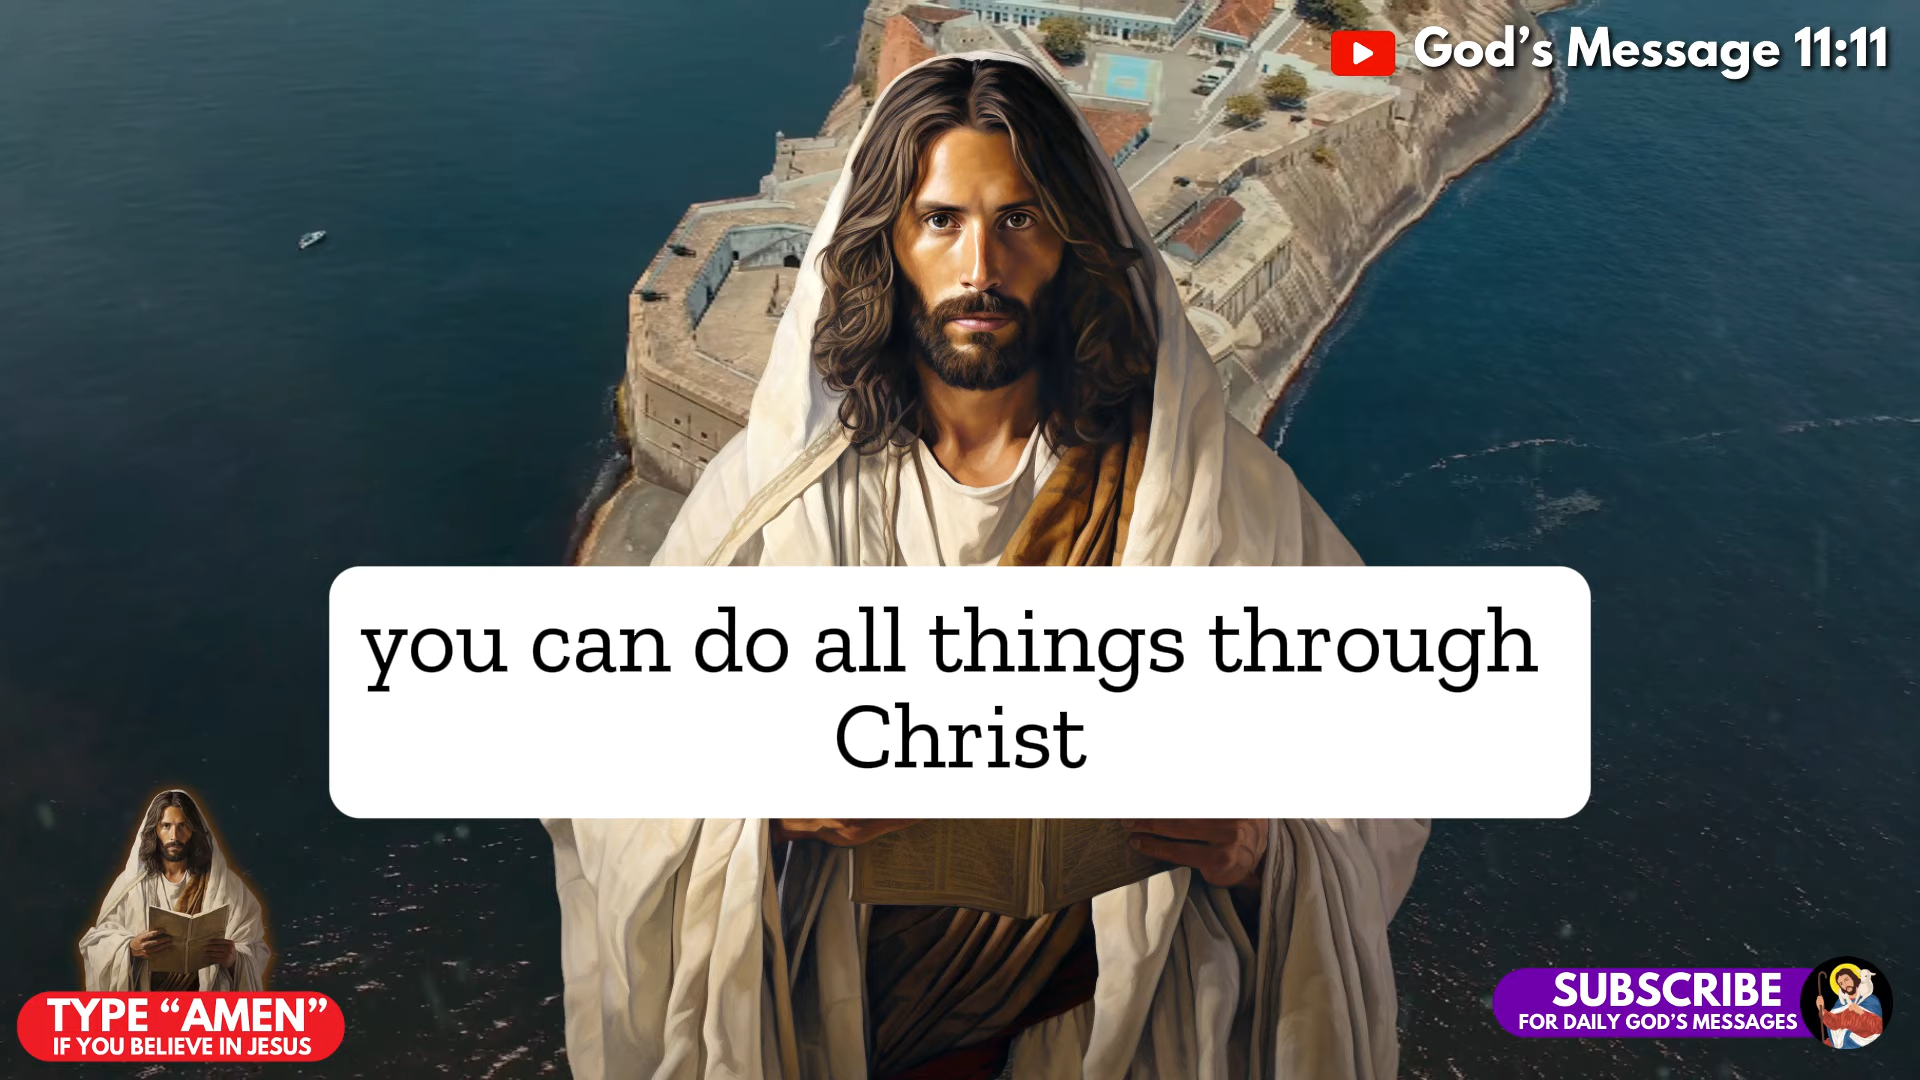 God’s Message 11:11
you can do all things through
Christ
TYPE “AMEN”
IF YOU BELIEVE IN JESUS
SUBSCRIBE
FOR DAILY GOD’S MESSAGES